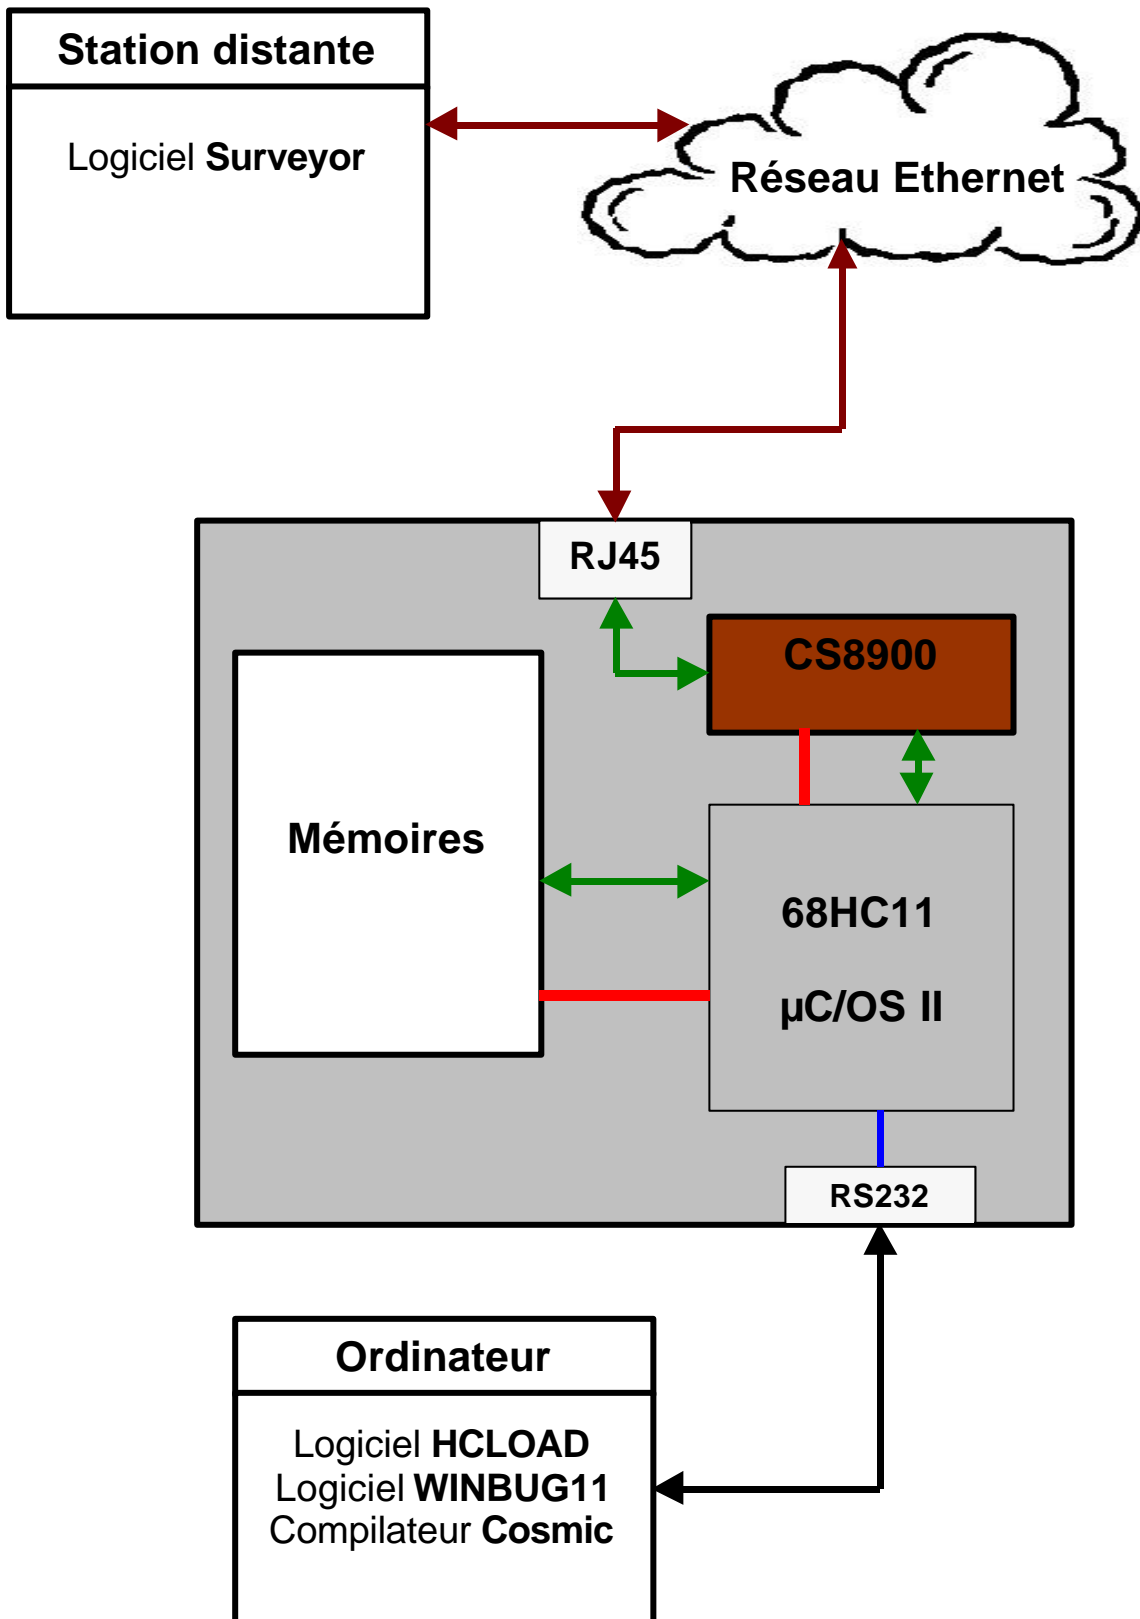 Station distante
Logiciel Surveyor
Réseau Ethernet
RJ45
CS8900
Mémoires
68HC11
µC/OS II
RS232
Ordinateur
Logiciel HCLOAD
Logiciel WINBUG11
Compilateur Cosmic